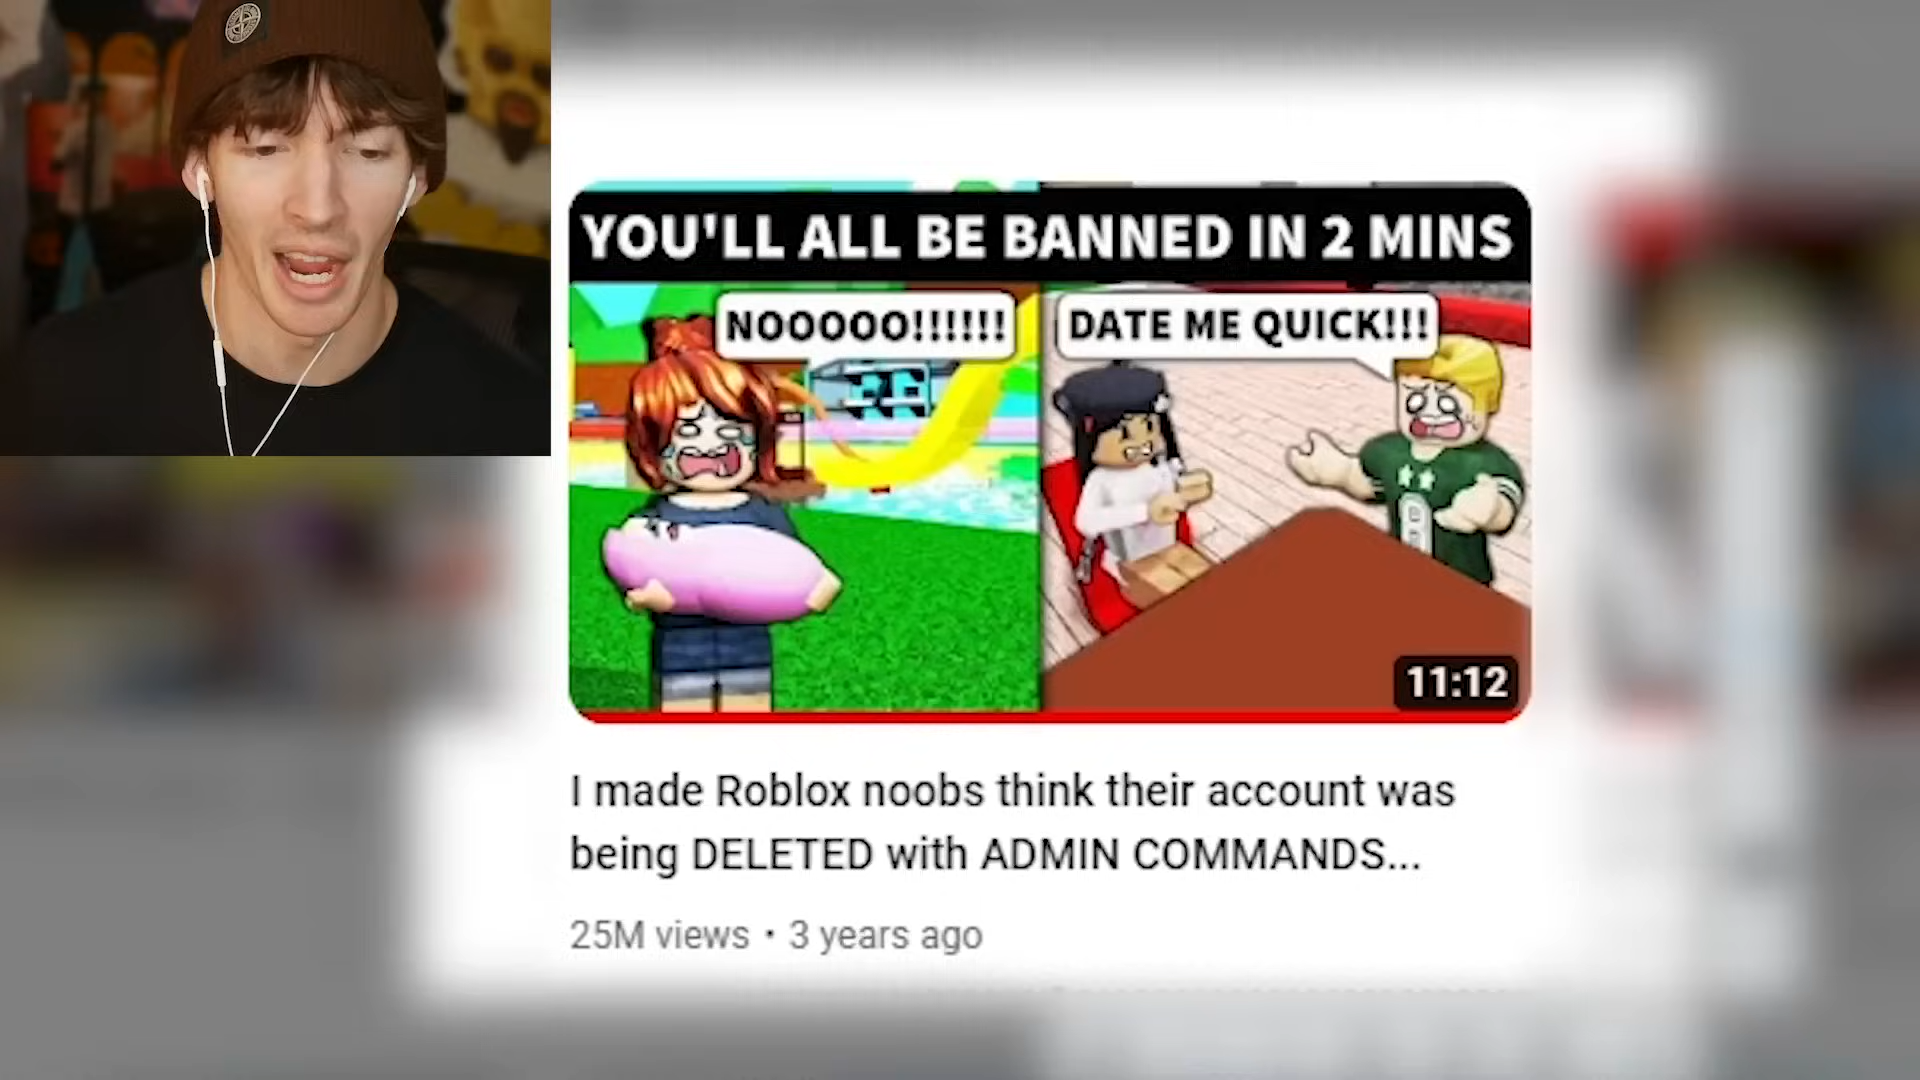 YOU'LL ALL BE BANNED IN 2 MINS
NOOOOO!!!!!!
DATE ME QUICK!!!
11:12
I made Roblox noobs think their account was
being DELETED with ADMIN COMMANDS...
25M views • 3 years ago